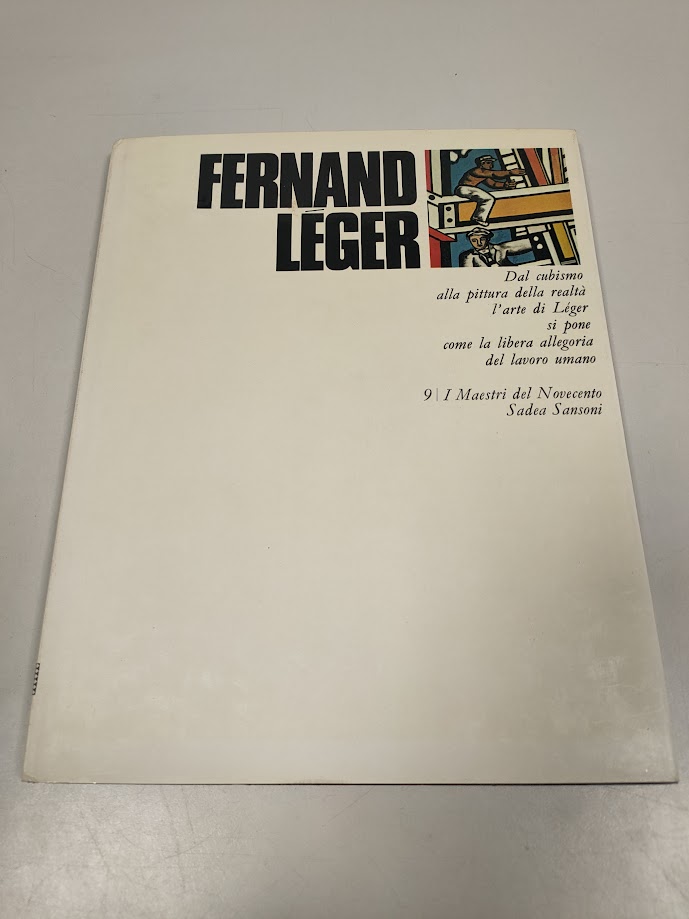 FERNAND
LÉGER
Dal cubismo
alla pittura della realtà
l'arte di Léger
si pone
come la libera allegoria
del lavoro umano
9 | I Maestri del Novecento
Sadea Sansoni